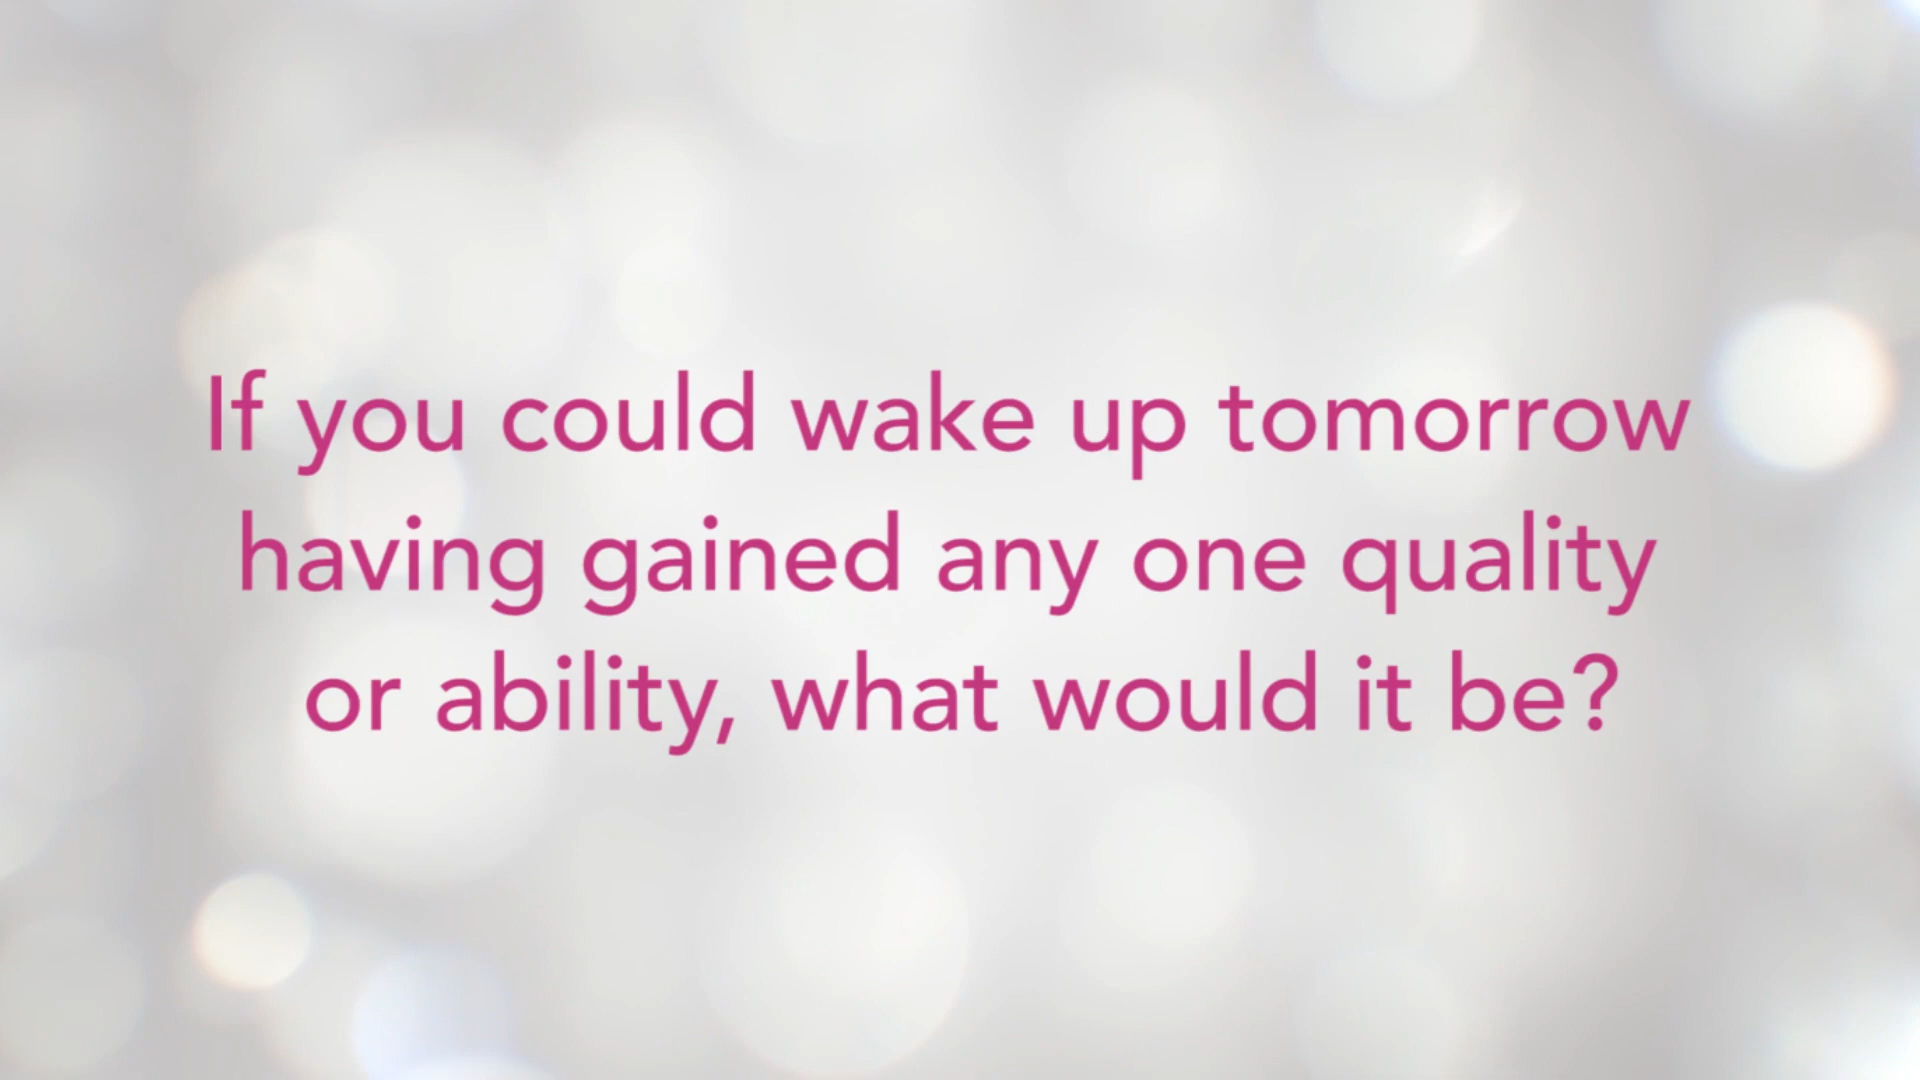 If you could wake up tomorrow
having gained any one quality
or ability, what would it be?